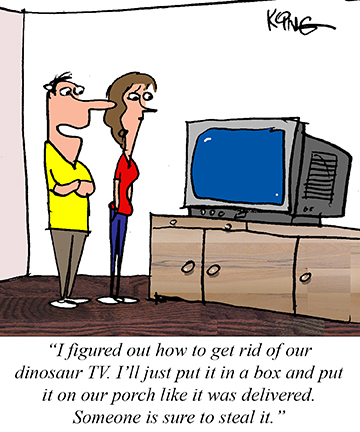 “I figured out how to get rid of our
dinosaur TV. I’ll just put it in a box and put
it on our porch like it was delivered.
Someone is sure to steal it.”